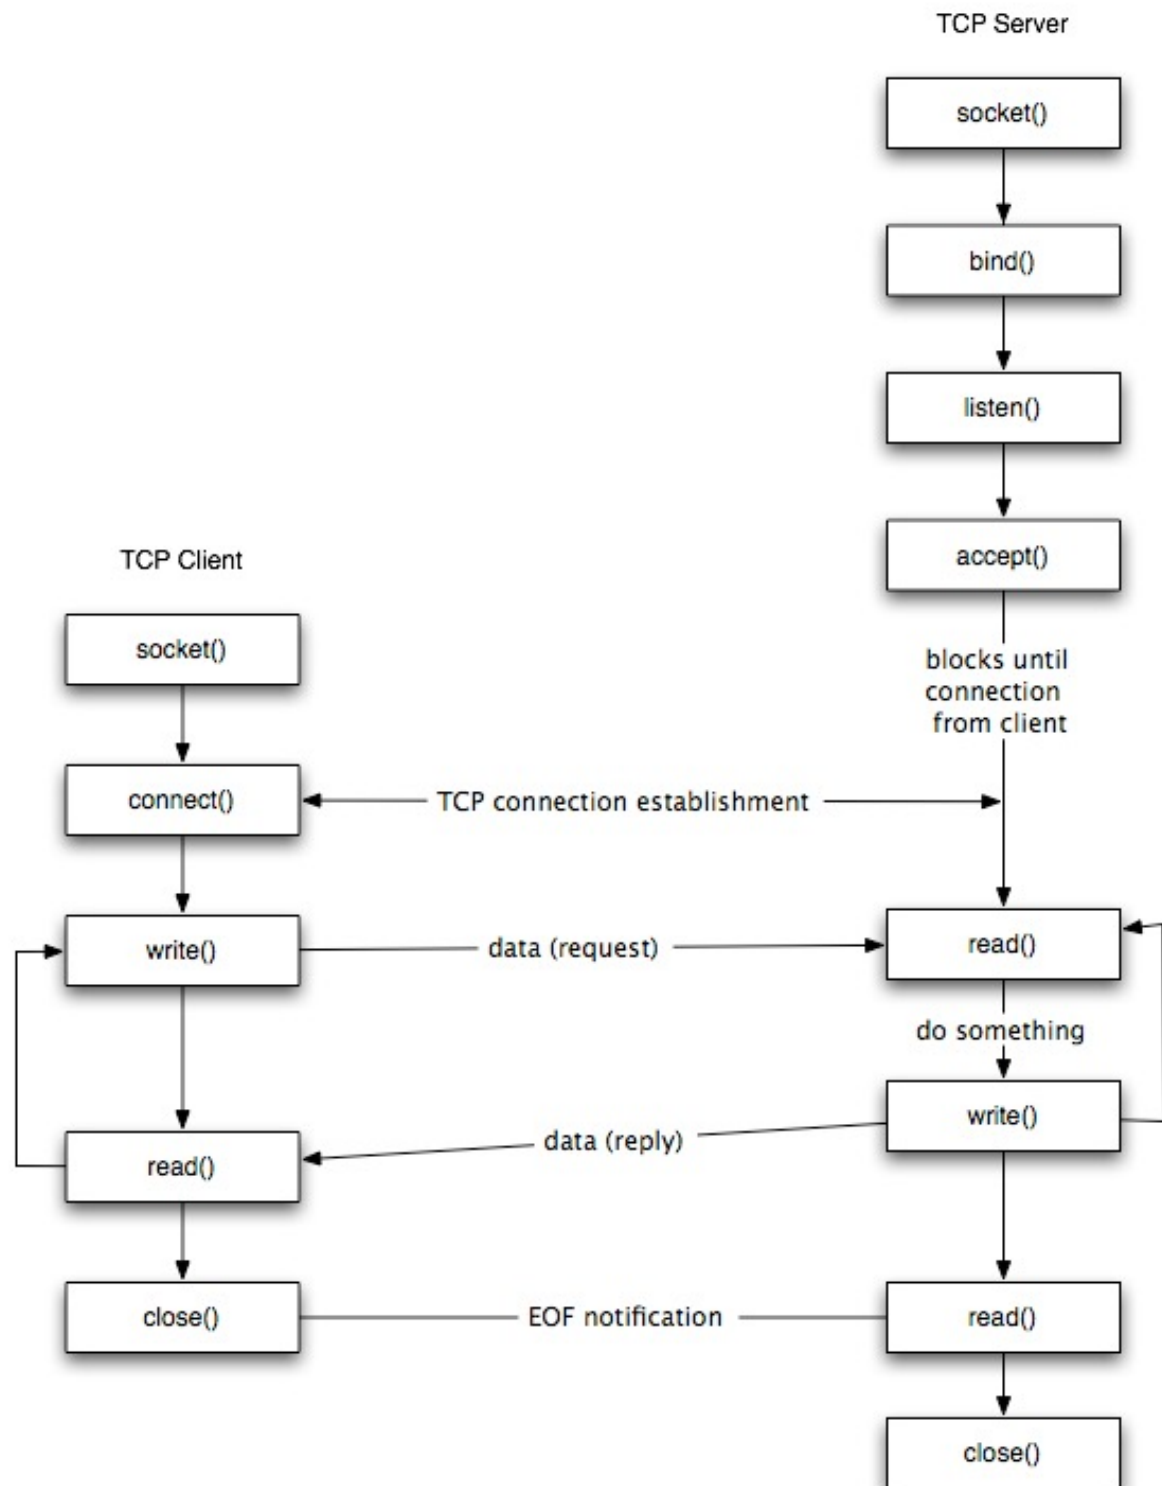 TCP Server
socket()
bind()
listen()
accept()
blocks until
connection
from client
TCP Client
socket()
connect()
TCP connection establishment
write()
data (request)
read()
do something
write()
data (reply)
read()
close()
EOF notification
read()
close()